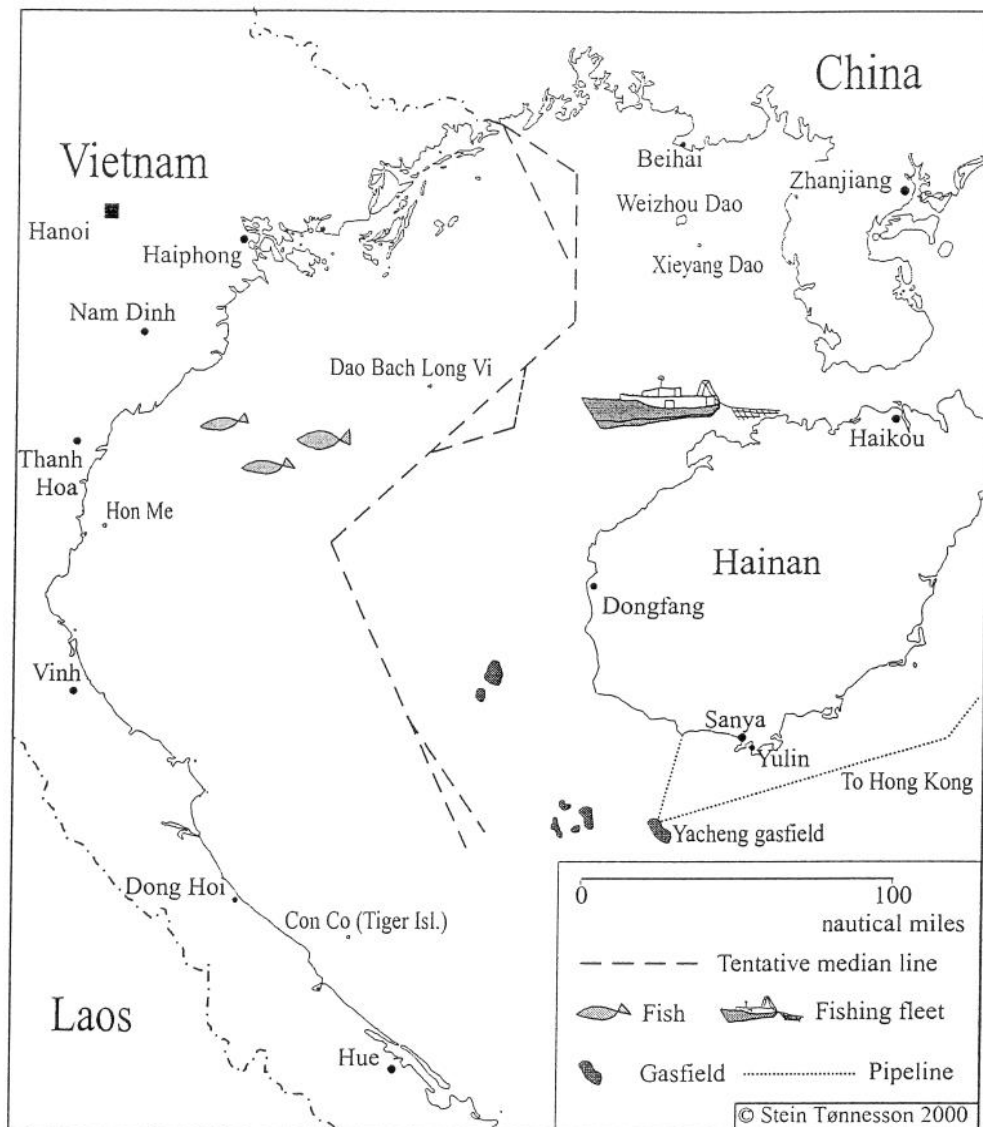 China
Vietnam
Beihai
Zhanjiang
Weizhou Dao
Hanoi
Haiphong
Xieyang Dao
Nam Dinh
Dao Bach Long Vi
Haikou
Thanh
Hoa
Hon Me
Hainan
Dongfang
Vinh
Sanya
Yulin
To Hong Kong
Yacheng gasfield
Dong Hoi
Con Co (Tiger Isl.)
Laos
Hue
0 100
nautical miles
Tentative median line
Fish Fishing fleet
Gasfield Pipeline
© Stein Tønnesson 2000